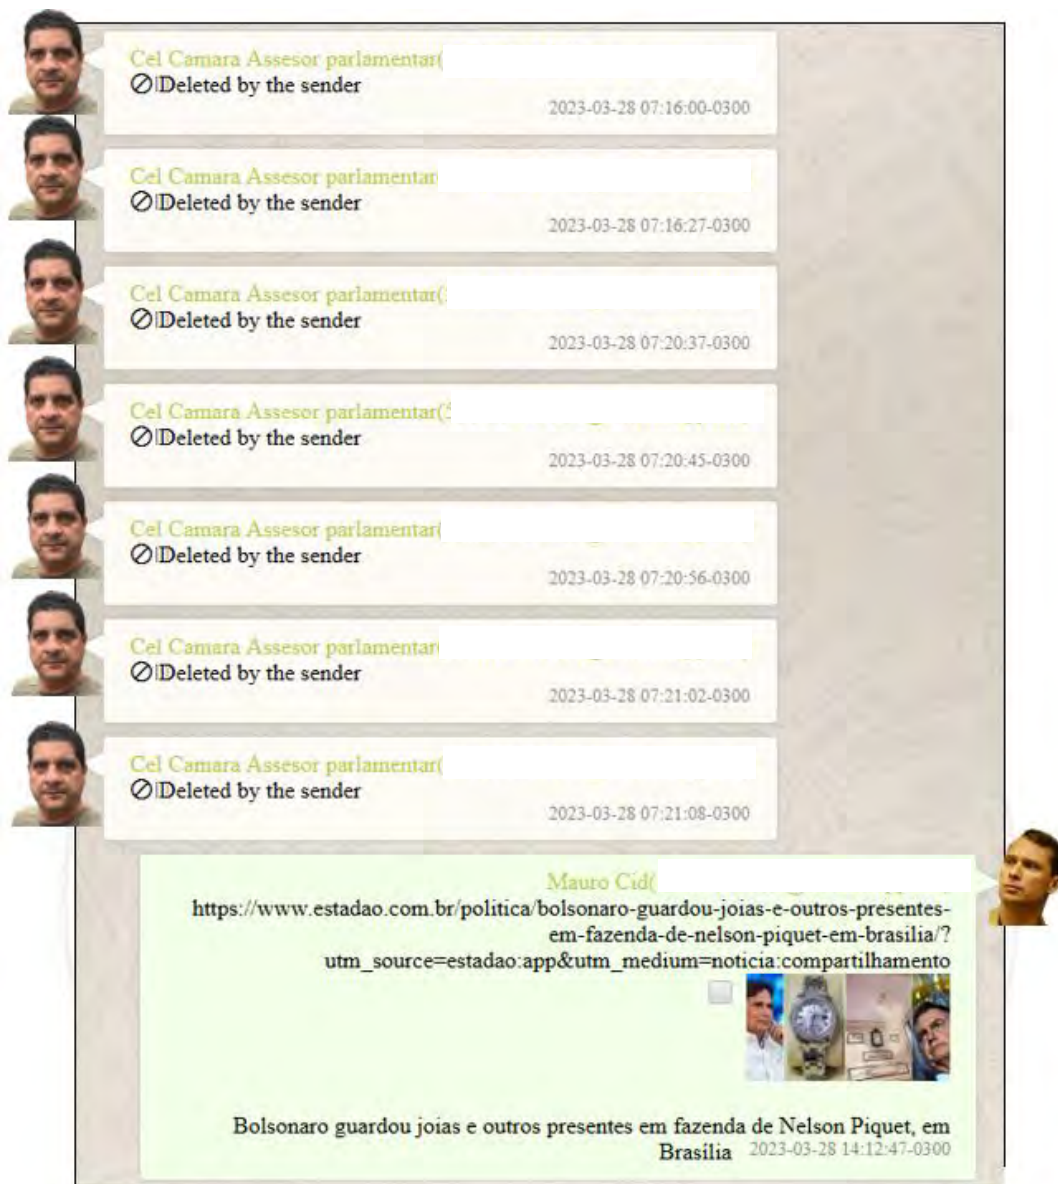 Cel Camara Assesor parlamentar(
Deleted by the sender
2023-03-28 07:16:00-0300
Cel Camara Assesor parlamentar
Deleted by the sender
2023-03-28 07:16:27-0300
Cel Camara Assesor parlamentar(
Deleted by the sender
2023-03-28 07:20:37-0300
Cel Camara Assesor parlamentar(
Deleted by the sender
2023-03-28 07:20:45-0300
Cel Camara Assesor parlamentar(
Deleted by the sender
2023-03-28 07:20:56-0300
Cel Camara Assesor parlamentar
Deleted by the sender
2023-03-28 07:21:02-0300
Cel Camara Assesor parlamentar(
Deleted by the sender
2023-03-28 07:21:08-0300
Mauro Cid(
https://www.estadao.com.br/politica/bolsonaro-guardou-joias-e-outros-presentes-
em-fazenda-de-nelson-piquet-em-brasilia/?
utm_source=estadao:app&utm_medium=noticia:compartilhamento
Bolsonaro guardou joias e outros presentes em fazenda de Nelson Piquet, em
Brasília 2023-03-28 14:12:47-0300